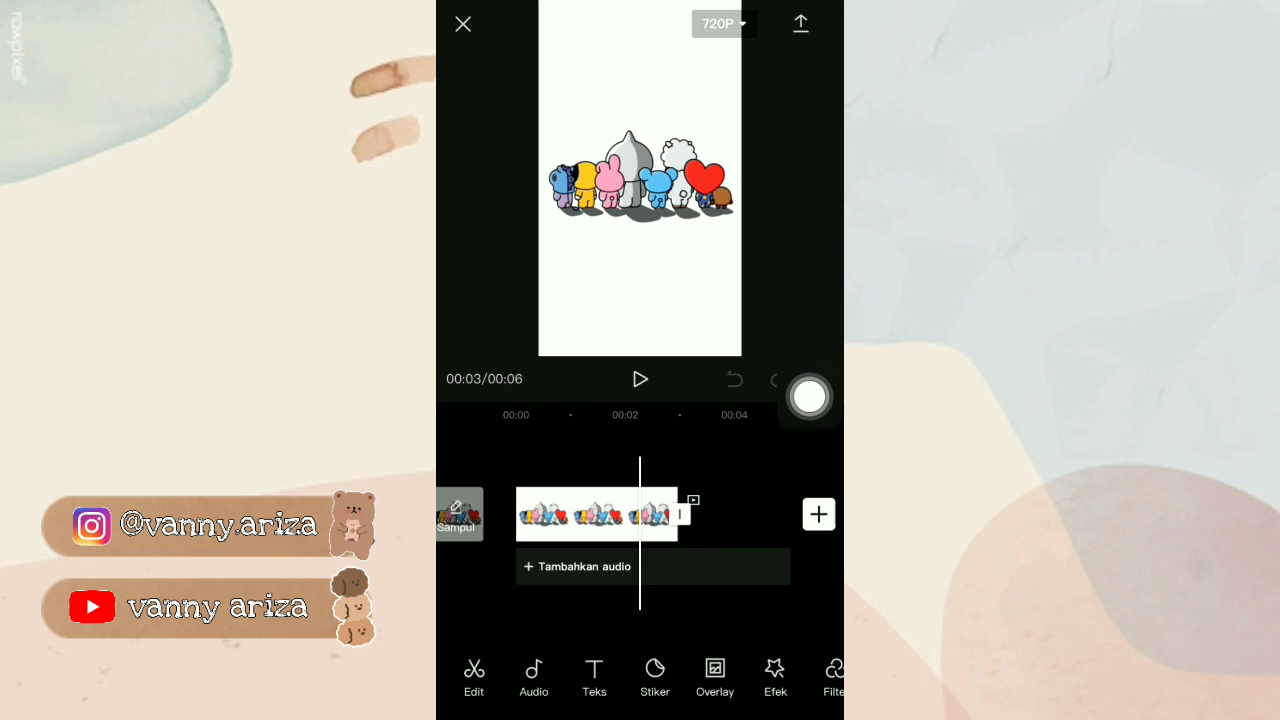 rawpixel
720P
00:03/00:06
00:00
00:02
00:04
Sampul
+ Tambahkan audio
@vanny.ariza
vanny ariza
Edit
Audio
Teks
Stiker
Overlay
Efek
Filte